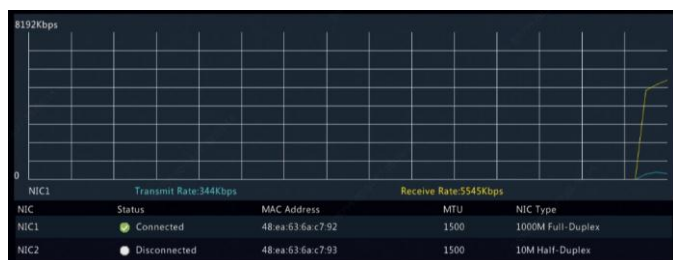 8192Kbps
0
NIC1 Transmit Rate:344Kbps Receive Rate:5545Kbps
NIC Status MAC Address MTU NIC Type
NIC1 Connected 48:ea:63:6a:c7:92 1500 1000M Full-Duplex
NIC2 Disconnected 48:ea:63:6a:c7:93 1500 10M Half-Duplex